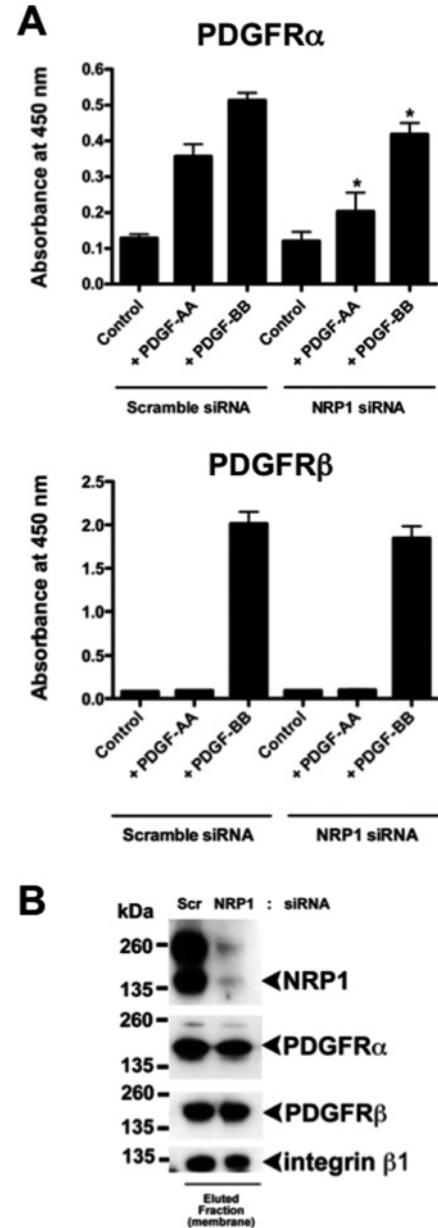 A
PDGFRα
Absorbance at 450 nm
0.6
0.5
0.4
0.3
0.2
0.1
0.0
* *
Control
+ PDGF-AA
+ PDGF-BB
Control
+ PDGF-AA
+ PDGF-BB
Scramble siRNA NRP1 siRNA
PDGFRβ
Absorbance at 450 nm
2.5
2.0
1.5
1.0
0.5
0.0
Control
+ PDGF-AA
+ PDGF-BB
Control
+ PDGF-AA
+ PDGF-BB
Scramble siRNA NRP1 siRNA
B
kDa Scr NRP1 : siRNA
260
135 NRP1
260
135 PDGFRα
260
135 PDGFRβ
135 integrin β1
Eluted
Fraction
(membrane)